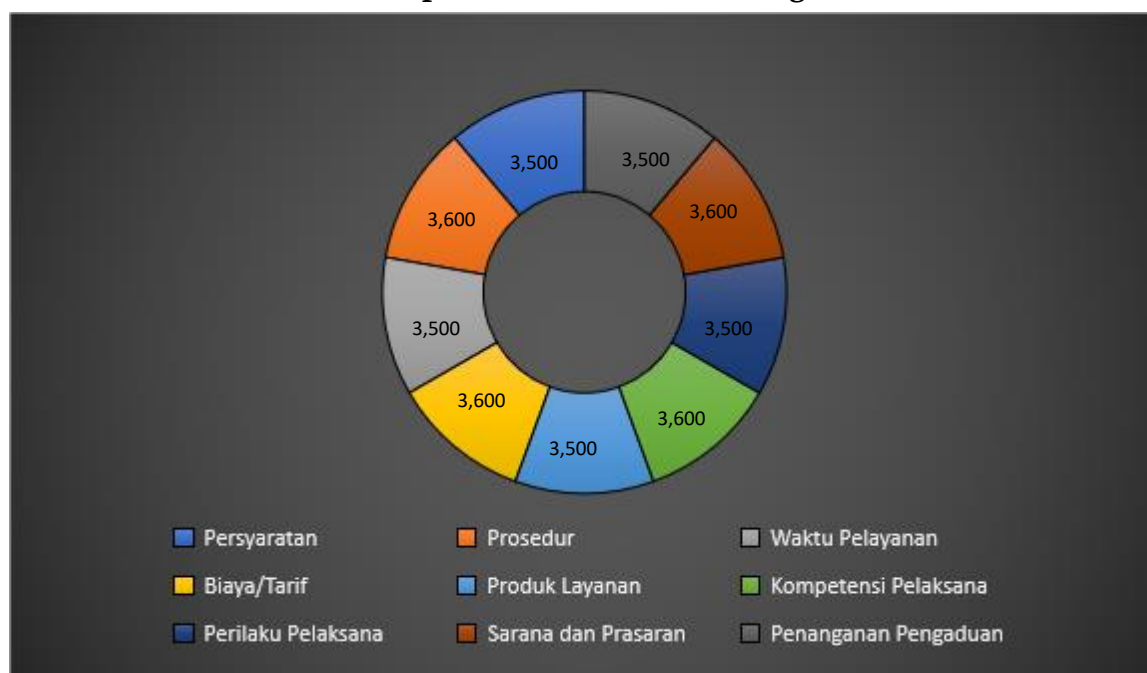 3,500 3,500
3,600 3,600
3,500 3,500
3,600 3,600
3,500
Persyaratan Prosedur Waktu Pelayanan
Biaya/Tarif Produk Layanan Kompetensi Pelaksana
Perilaku Pelaksana Sarana dan Prasaran Penanganan Pengaduan